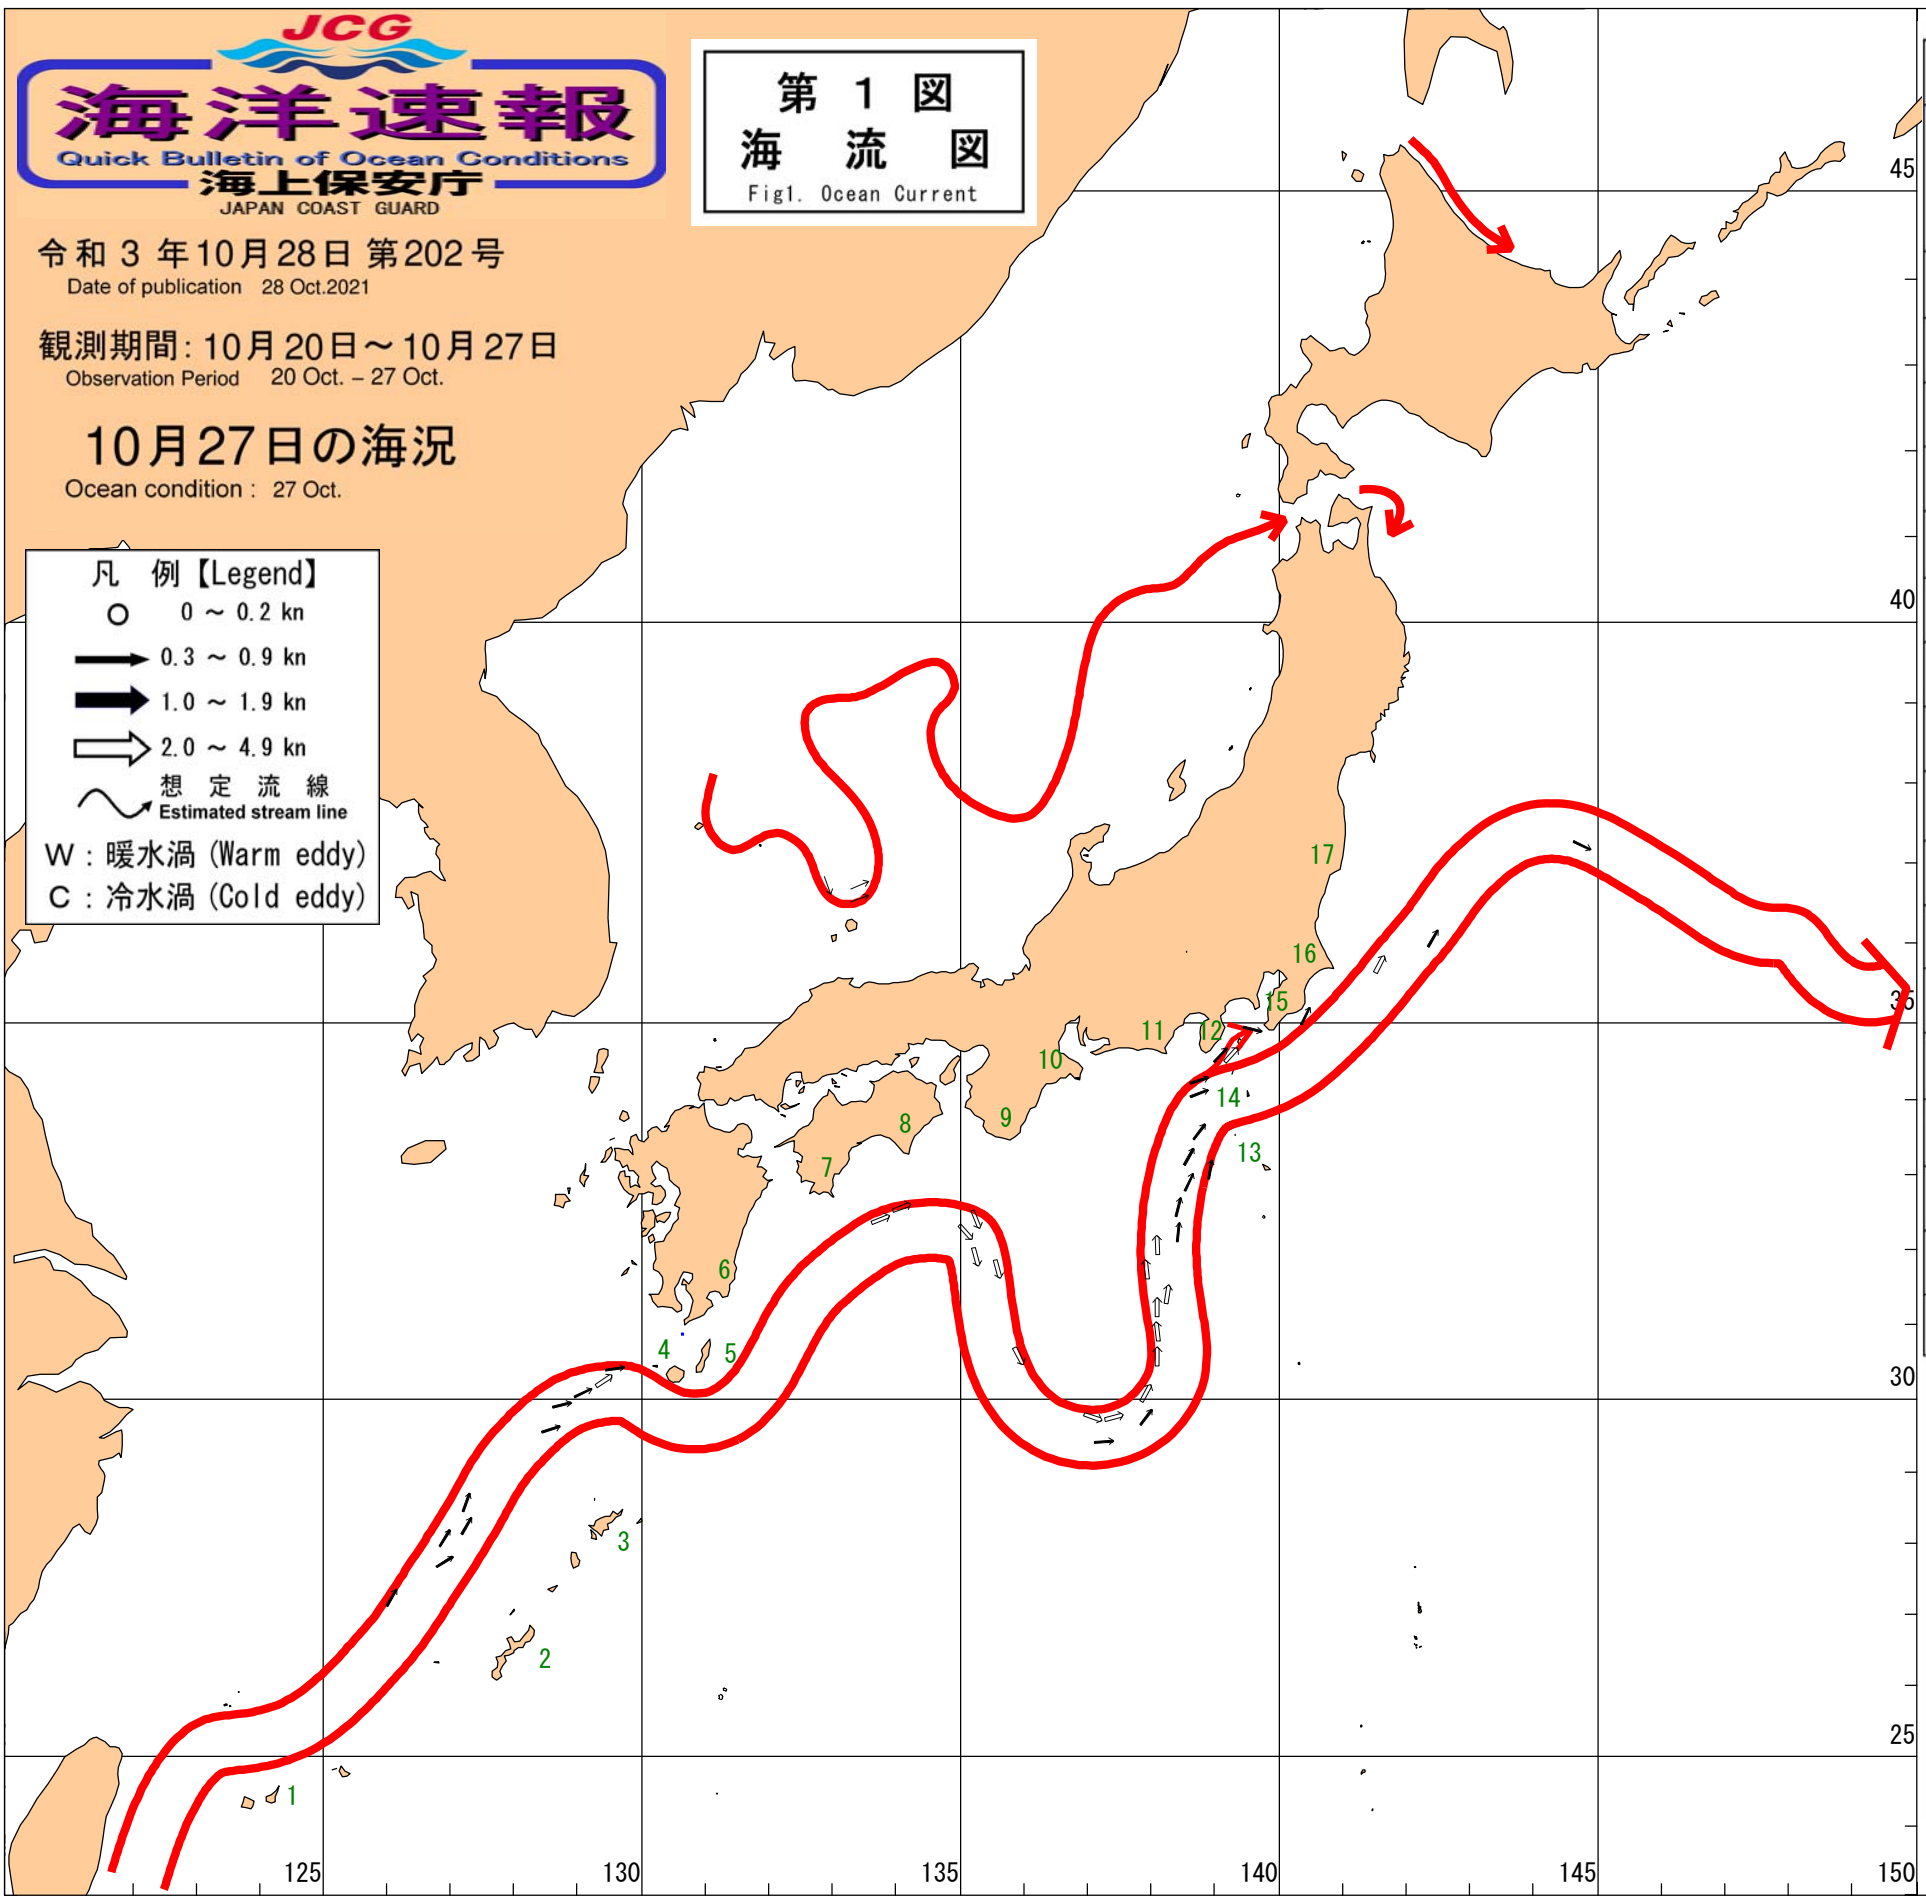 JCG
海洋速報
Quick Bulletin of Ocean Conditions
海上保安庁
JAPAN COAST GUARD
第 1 図
海 流 図
Fig1. Ocean Current
令和 3 年10月28日 第202号
Date of publication 28 Oct.2021
観測期間: 10月20日～10月27日
Observation Period 20 Oct. – 27 Oct.
10月27日の海況
Ocean condition : 27 Oct.
凡 例【Legend】
0 ～ 0.2 kn
0.3 ～ 0.9 kn
1.0 ～ 1.9 kn
2.0 ～ 4.9 kn
想 定 流 線
Estimated stream line
W : 暖水渦 (Warm eddy)
C : 冷水渦 (Cold eddy)
45
40
17
16
35
15
12
11
10
14
9
8
13
7
6
4
5
30
3
2
25
1
125
130
135
140
145
150